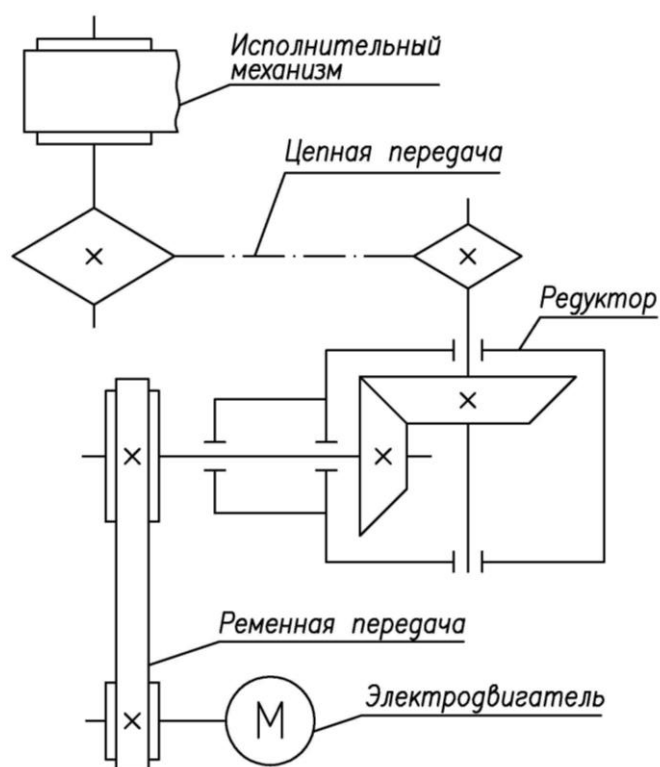 Исполнительный
механизм
Цепная передача
Редуктор
Ременная передача
Электродвигатель
М